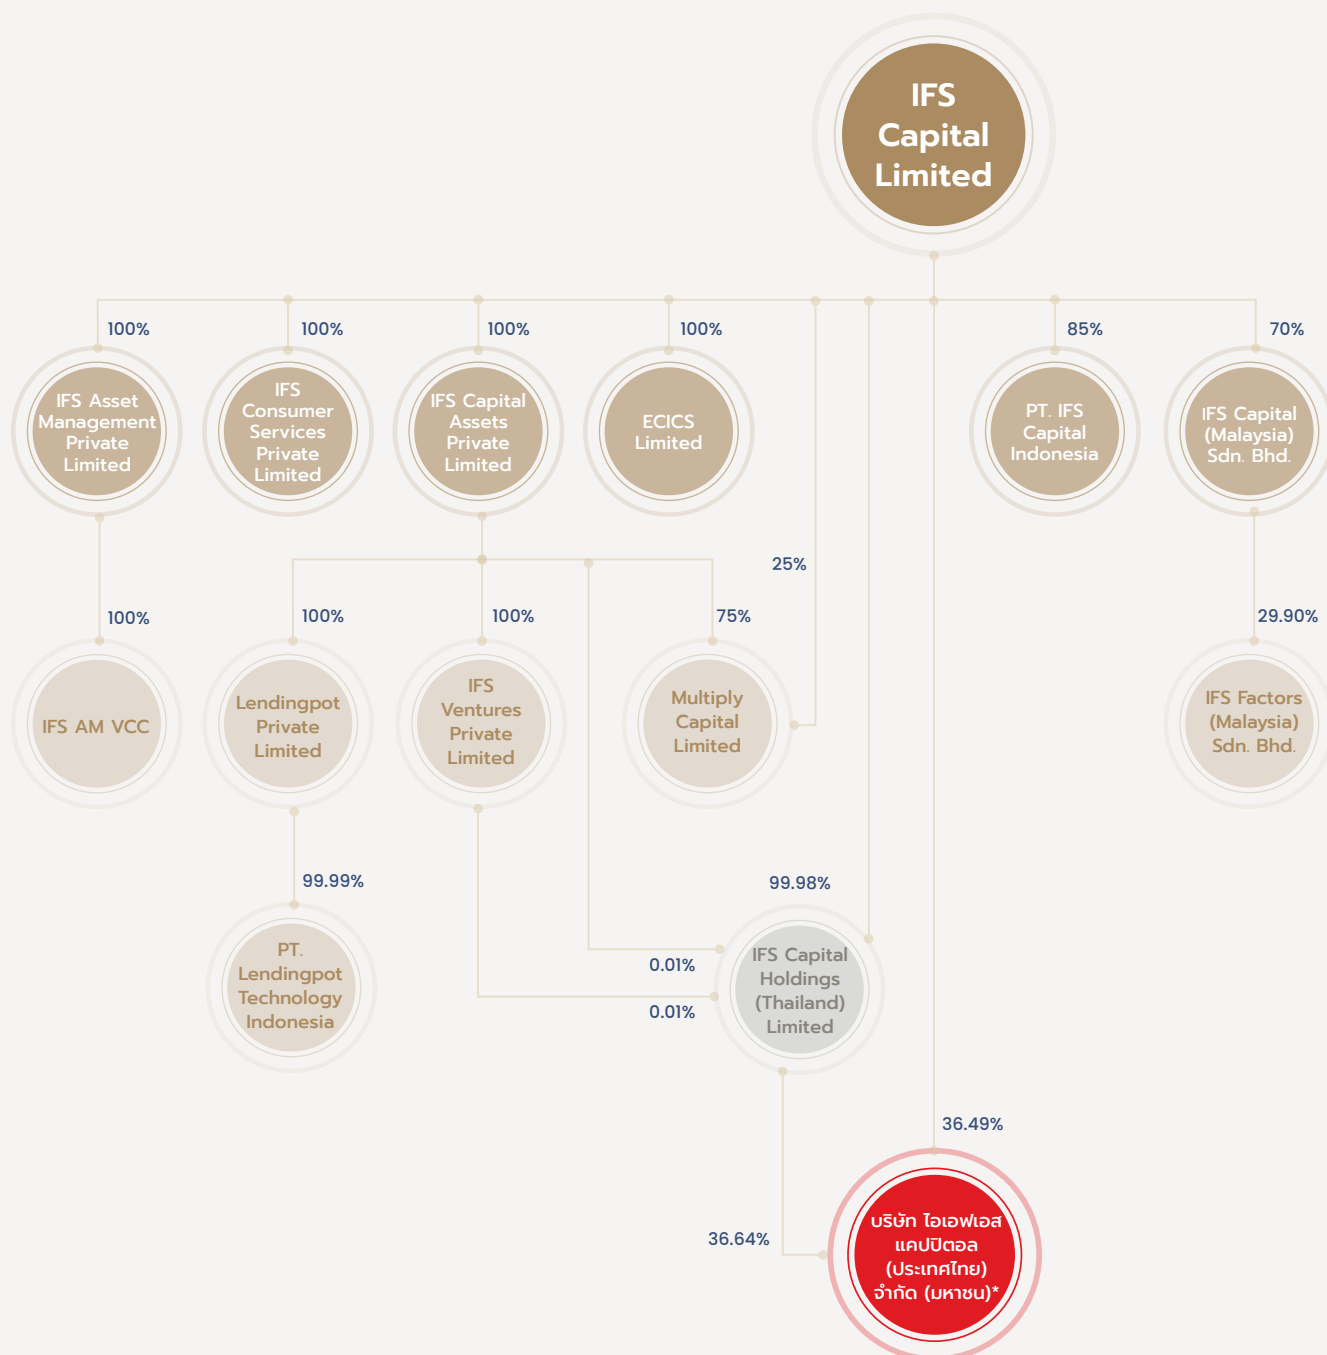 IFS
Capital
Limited
100%
100%
100%
100%
85%
70%
IFS Asset
Management
Private
Limited
IFS
Consumer
Services
Private
Limited
IFS Capital
Assets
Private
Limited
ECICS
Limited
PT. IFS
Capital
Indonesia
IFS Capital
(Malaysia)
Sdn. Bhd.
25%
100%
100%
100%
75%
29.90%
IFS AM VCC
Lendingpot
Private
Limited
IFS
Ventures
Private
Limited
Multiply
Capital
Limited
IFS Factors
(Malaysia)
Sdn. Bhd.
99.99%
99.98%
PT.
Lendingpot
Technology
Indonesia
0.01%
0.01%
IFS Capital
Holdings
(Thailand)
Limited
36.49%
36.64%
บริษัท ไอเอฟเอส
แคปปิตอล
(ประเทศไทย)
จำกัด (มหาชน)*